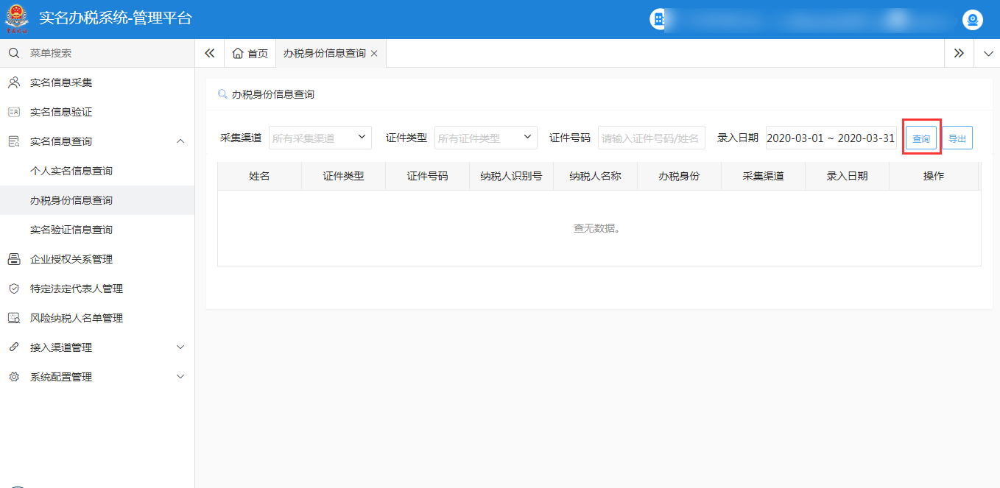 实名办税系统-管理平台
菜单搜索
首页
办税身份信息查询
实名信息采集
实名信息验证
实名信息查询
个人实名信息查询
办税身份信息查询
实名验证信息查询
企业授权关系管理
特定法定代表人管理
风险纳税人名单管理
接入渠道管理
系统配置管理
办税身份信息查询
采集渠道 所有采集渠道 证件类型 所有证件类型 证件号码 请输入证件号码/姓名 录入日期 2020-03-01 ~ 2020-03-31 查询 导出
姓名 证件类型 证件号码 纳税人识别号 纳税人名称 办税身份 采集渠道 录入日期 操作
查无数据。